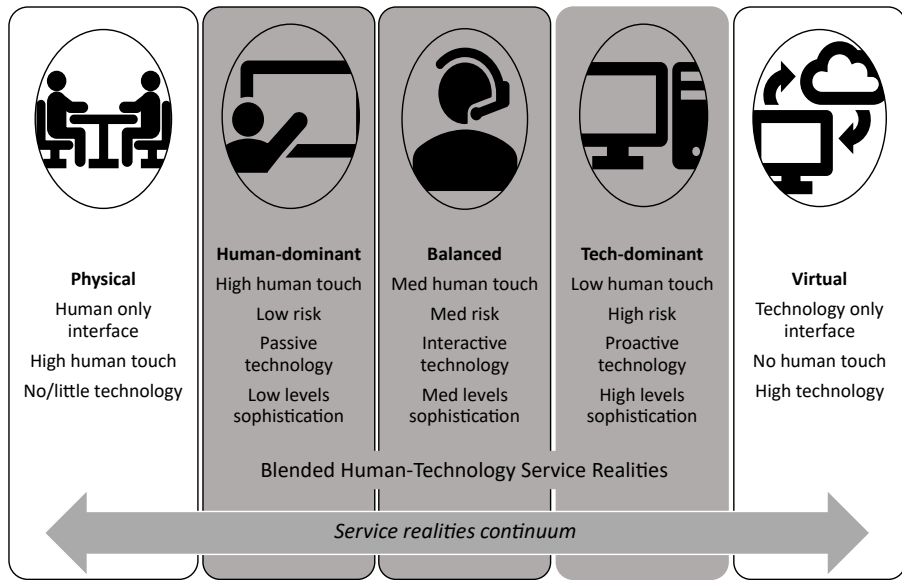 Physical
Human only
interface
High human touch
No/little technology
Human-dominant
High human touch
Low risk
Passive
technology
Low levels
sophistication
Balanced
Med human touch
Med risk
Interactive
technology
Med levels
sophistication
Tech-dominant
Low human touch
High risk
Proactive
technology
High levels
sophistication
Virtual
Technology only
interface
No human touch
High technology
Blended Human-Technology Service Realities
Service realities continuum